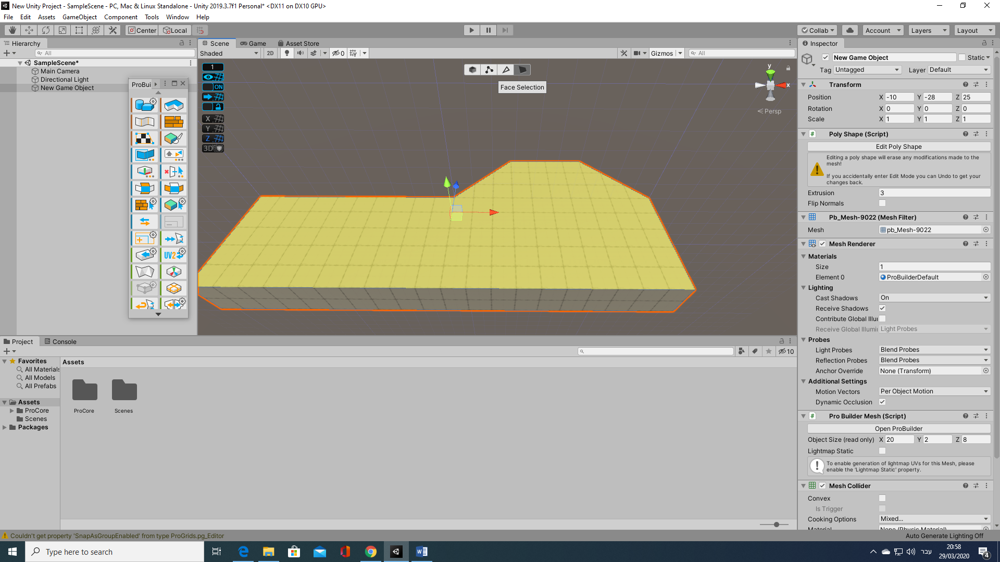 New Unity Project - SampleScene - PC, Mac & Linux Standalone - Unity 2019.3.7f1 Personal* <DX11 on DX10 GPU>
File Edit Assets GameObject Component Tools Window Help
Center Local
Collab Account Layers Layout
Hierarchy
All
SampleScene*
Main Camera
Directional Light
New Game Object
ProBui
UV2
Scene Game Asset Store
Shaded 2D 0 Gizmos All
1
ON
X
Y
Z
3D
Face Selection
y
x
Persp
Inspector
New Game Object Static
Tag Untagged Layer Default
Transform
Position X -10 Y -28 Z 25
Rotation X 0 Y 0 Z 0
Scale X 1 Y 1 Z 1
Poly Shape (Script)
Edit Poly Shape
Editing a poly shape will erase any modifications made to the
mesh!
If you accidentally enter Edit Mode you can Undo to get your
changes back.
Extrusion 3
Flip Normals
Pb_Mesh-9022 (Mesh Filter)
Mesh pb_Mesh-9022
Mesh Renderer
Materials
Size 1
Element 0 ProBuilderDefault
Lighting
Cast Shadows On
Receive Shadows
Contribute Global Illu
Receive Global Illumi Light Probes
Probes
Light Probes Blend Probes
Reflection Probes Blend Probes
Anchor Override None (Transform)
Additional Settings
Motion Vectors Per Object Motion
Dynamic Occlusion
Pro Builder Mesh (Script)
Open ProBuilder
Object Size (read only) X 20 Y 2 Z 8
Lightmap Static
To enable generation of lightmap UVs for this Mesh, please
enable the 'Lightmap Static' property.
Mesh Collider
Convex
Is Trigger
Cooking Options Mixed...
Material None (Physic Material)
Project Console
10
Favorites
All Materials
All Models
All Prefabs
Assets
ProCore
Scenes
Packages
Assets
ProCore Scenes
Couldn't get property 'SnapAsGroupEnabled' from type ProGrids.pg_Editor
Auto Generate Lighting Off
Type here to search
עבר
20:58
29/03/2020
4